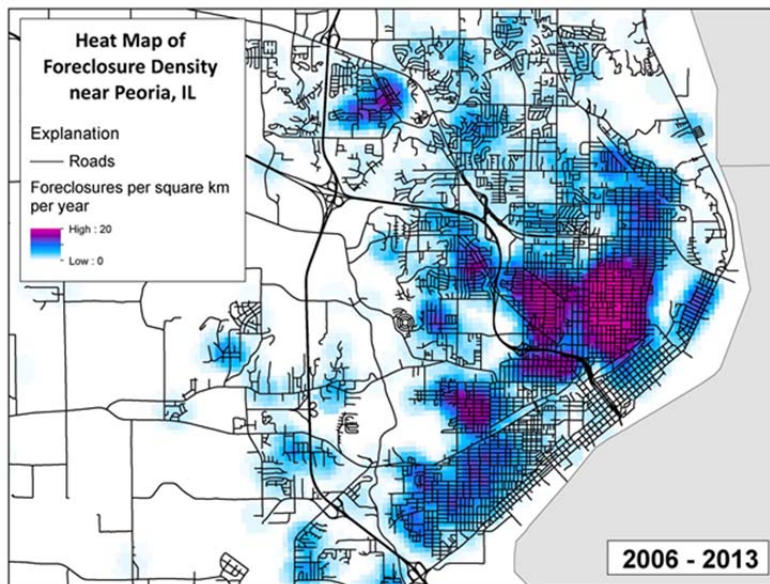 Heat Map of
Foreclosure Density
near Peoria, IL
Explanation
Roads
Foreclosures per square km
per year
High : 20
Low : 0
2006 - 2013